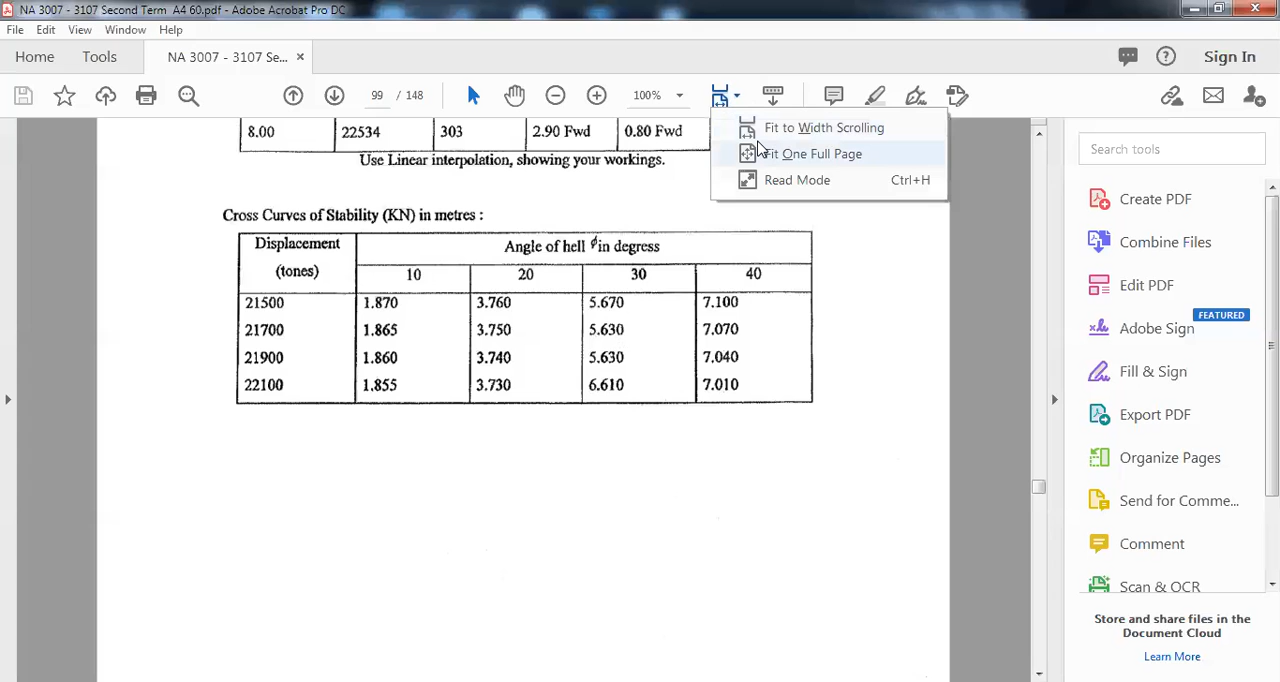 NA 3007 - 3107 Second Term  A4 60.pdf - Adobe Acrobat Pro DC
File Edit View Window Help
Home Tools NA 3007 - 3107 Se... ×
99 / 148 100% Sign In
Fit to Width Scrolling
Fit One Full Page
Read Mode Ctrl+H
8.00 22534 303 2.90 Fwd 0.80 Fwd
Use Linear interpolation, showing your workings.
Cross Curves of Stability (KN) in metres :
Displacement Angle of hell ϕ in degress
(tones) 10 20 30 40
21500 1.870 3.760 5.670 7.100
21700 1.865 3.750 5.630 7.070
21900 1.860 3.740 5.630 7.040
22100 1.855 3.730 6.610 7.010
Search tools
Create PDF
Combine Files
Edit PDF
FEATURED
Adobe Sign
Fill & Sign
Export PDF
Organize Pages
Send for Comme...
Comment
Scan & OCR
Store and share files in the
Document Cloud
Learn More